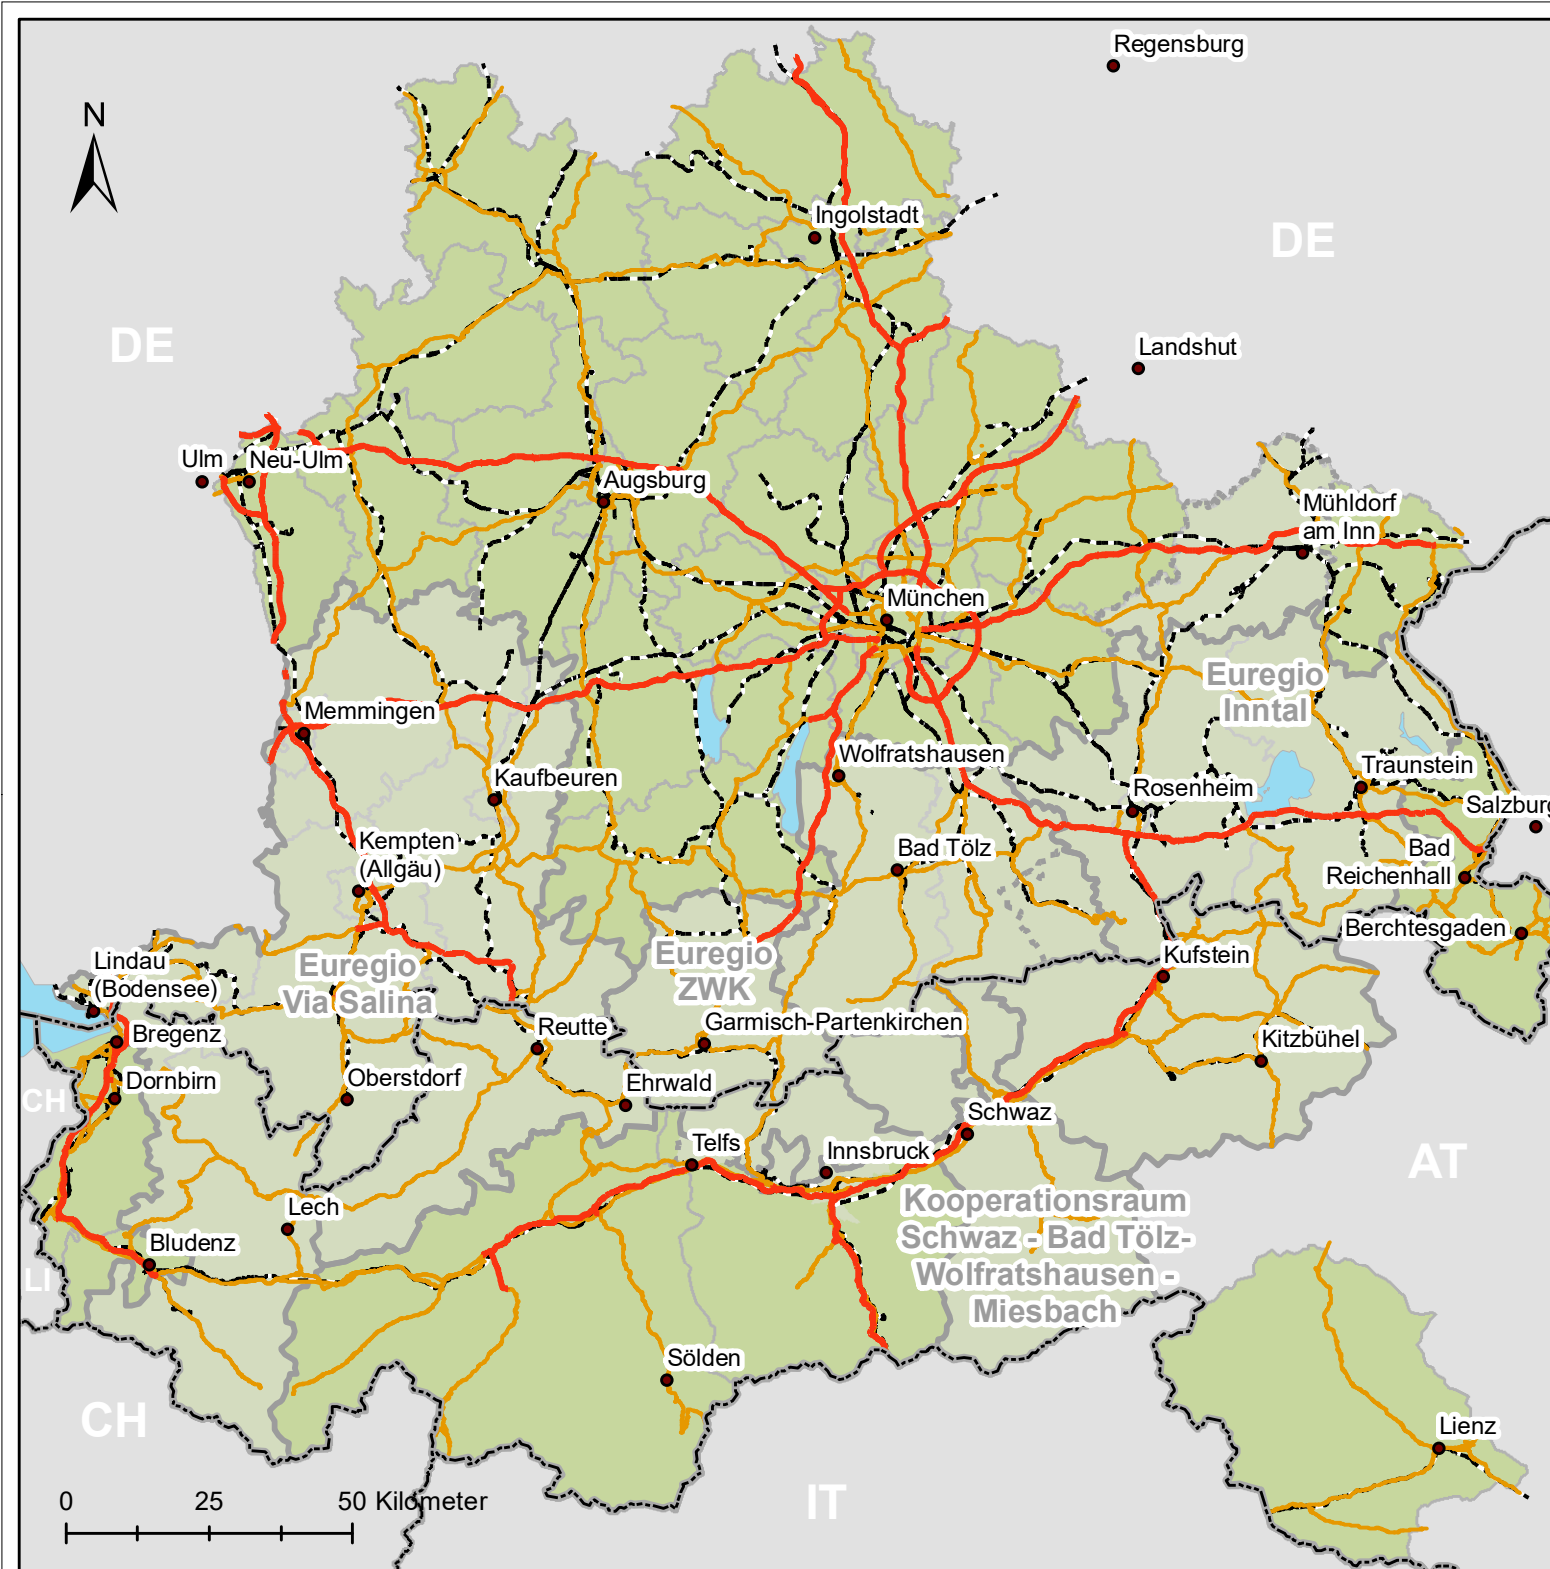 Regensburg
N
Ingolstadt
DE
DE
Landshut
Ulm
Neu-Ulm
Augsburg
Mühldorf
am Inn
München
Euregio
Inntal
Memmingen
Wolfratshausen
Kaufbeuren
Rosenheim
Traunstein
Salzburg
Kempten
(Allgäu)
Bad Tölz
Bad
Reichenhall
Berchtesgaden
Lindau
(Bodensee)
Euregio
Via Salina
Euregio
ZWK
Kufstein
Bregenz
Reutte
Garmisch-Partenkirchen
Kitzbühel
Dornbirn
CH
Oberstdorf
Ehrwald
Schwaz
Telfs
Innsbruck
AT
Lech
Kooperationsraum
Schwaz - Bad Tölz-
Wolfratshausen -
Miesbach
Bludenz
LI
Sölden
CH
Lienz
IT
0 25 50 Kilometer